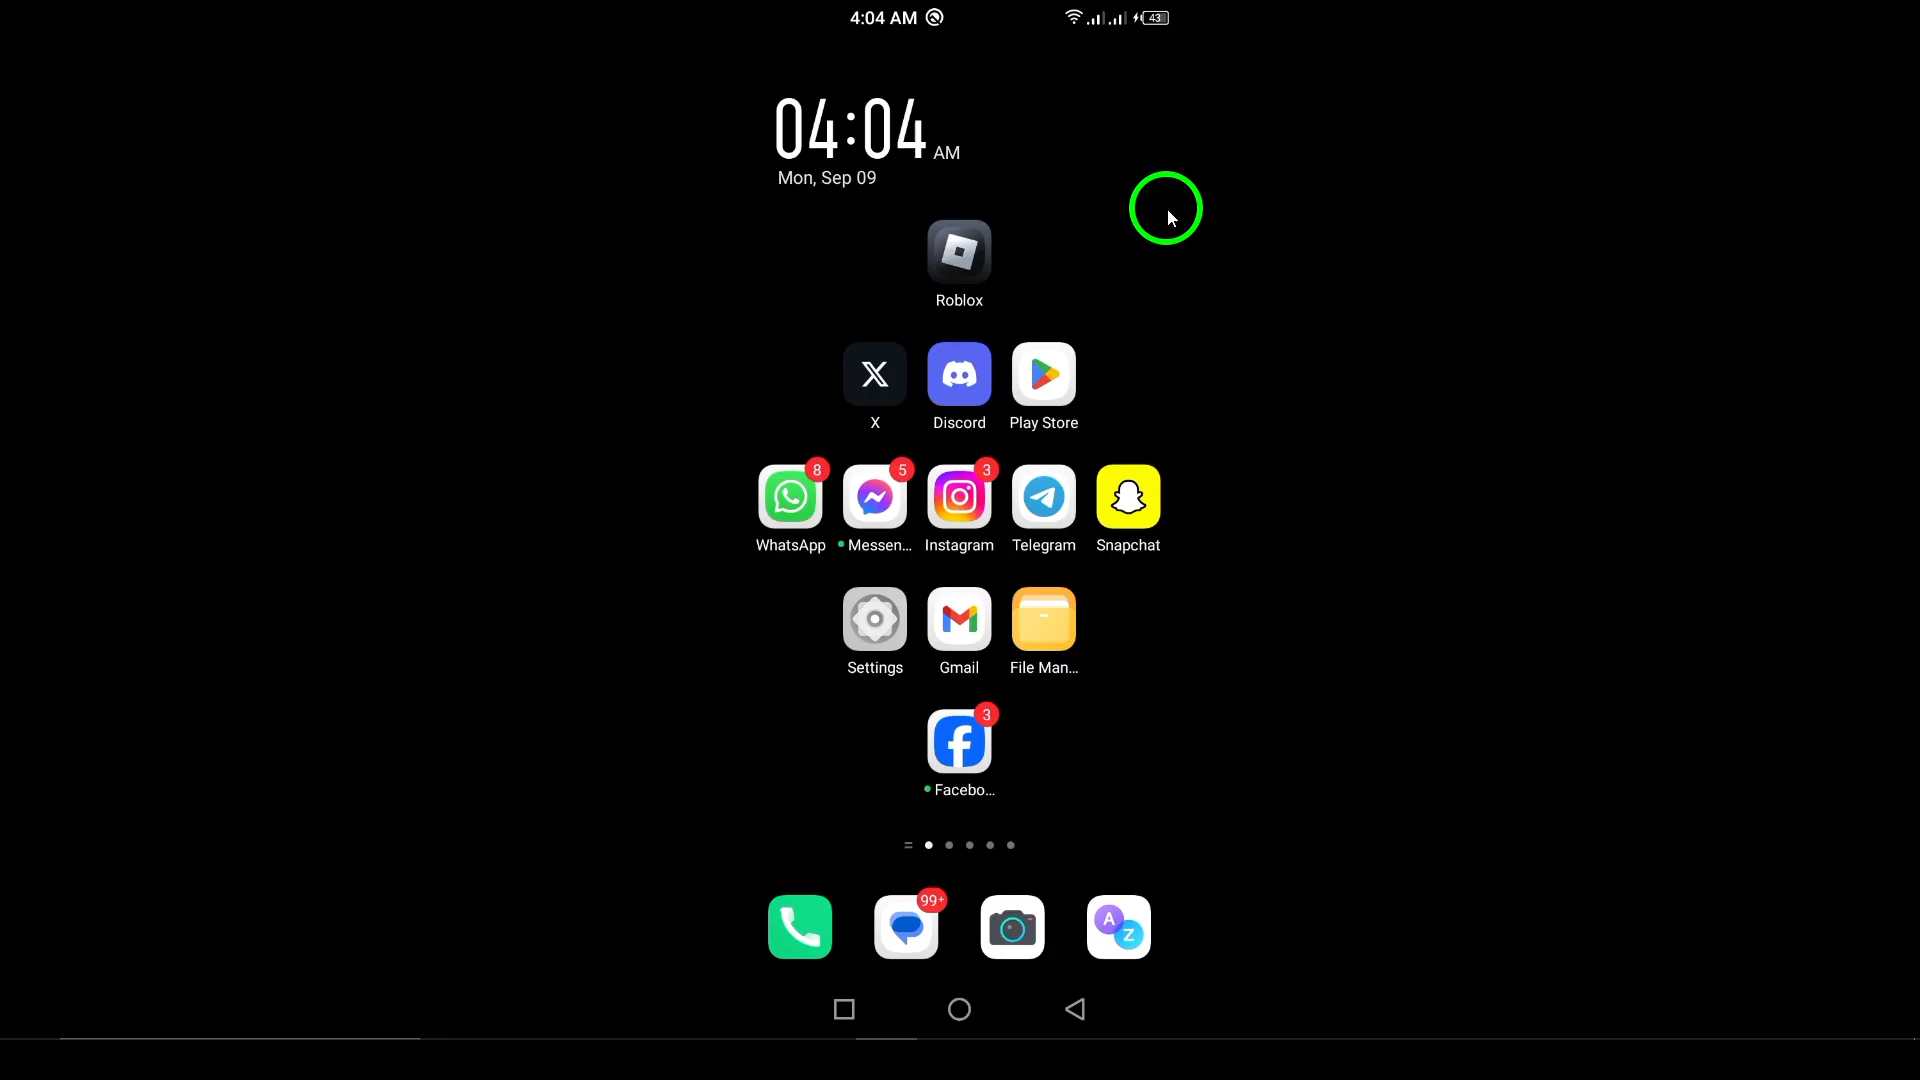 4:04 AM
43
04:04 AM
Mon, Sep 09
Roblox
X
Discord
Play Store
8
5
3
WhatsApp
Messen...
Instagram
Telegram
Snapchat
Settings
Gmail
File Man...
3
Facebo...
99+
A
Z